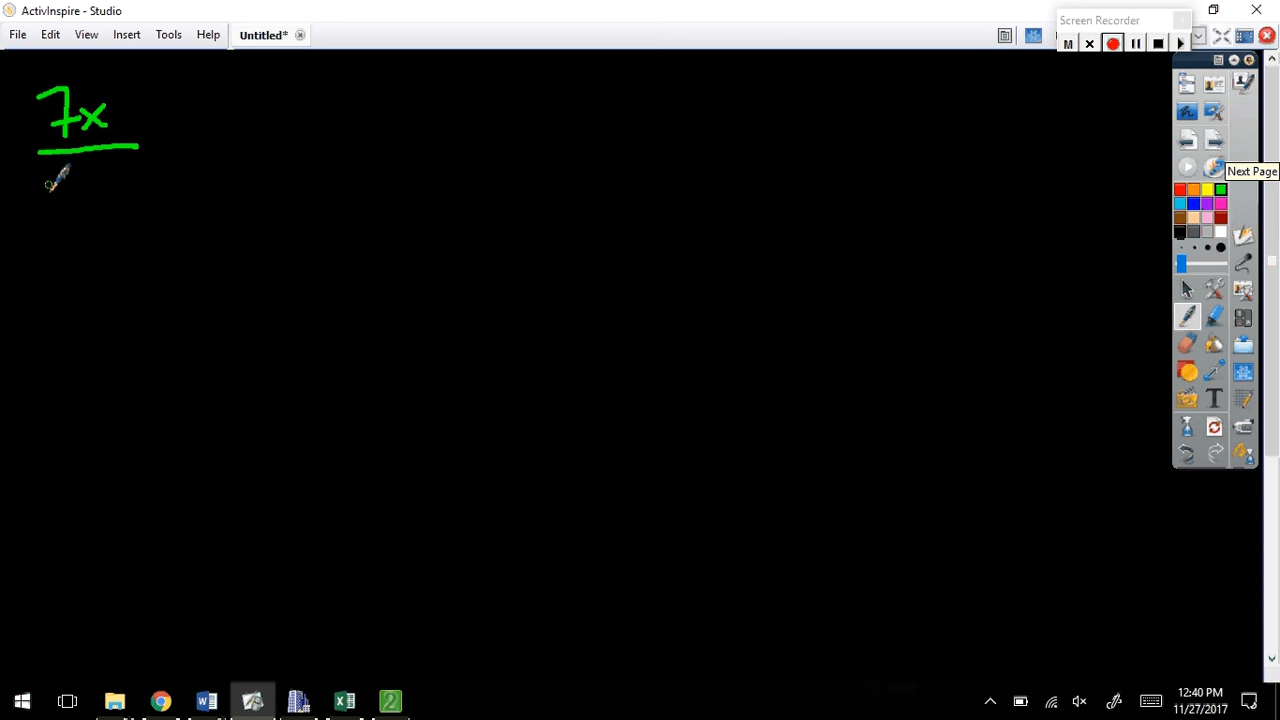 ActivInspire - Studio
Screen Recorder
File Edit View Insert Tools Help Untitled*
M
7x
Next Page
T
2
12:40 PM
11/27/2017